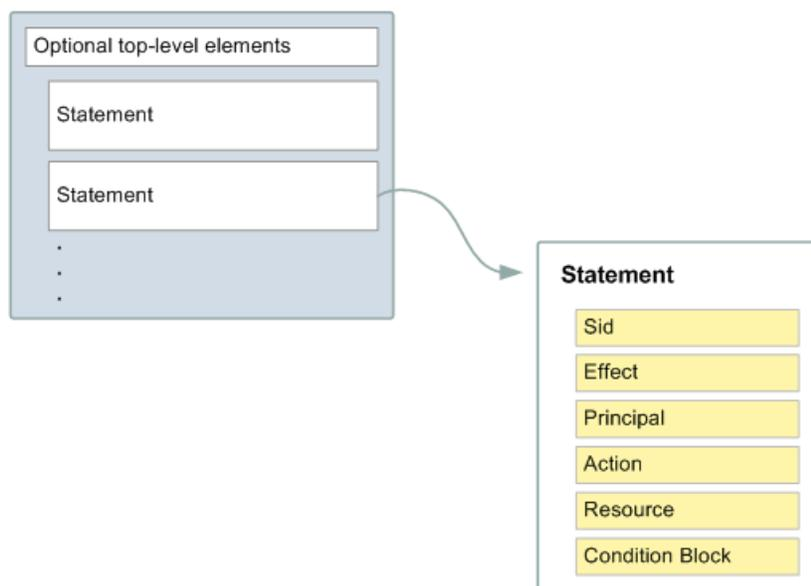 Optional top-level elements
Statement
Statement
.
.
.
Statement
Sid
Effect
Principal
Action
Resource
Condition Block